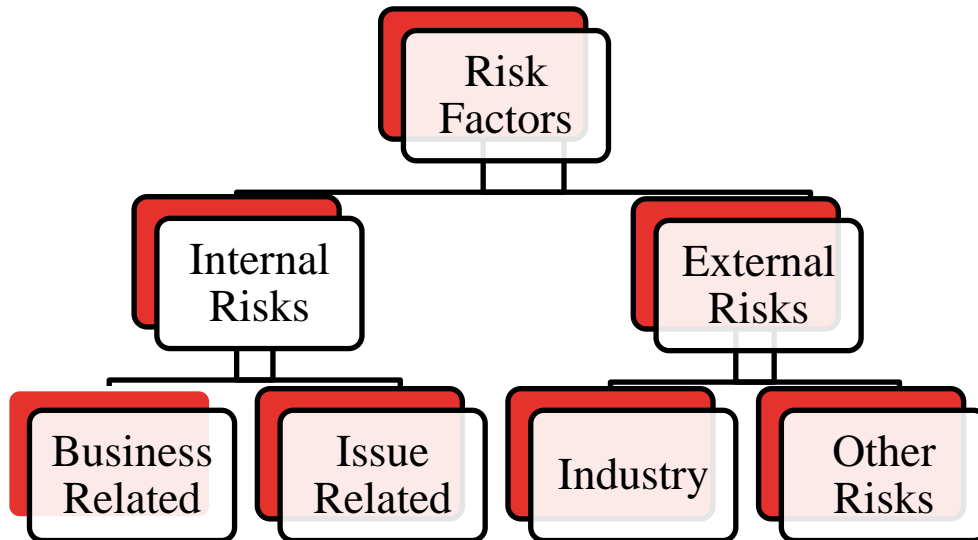 Risk
Factors
Internal
Risks
External
Risks
Business
Related
Issue
Related
Industry
Other
Risks